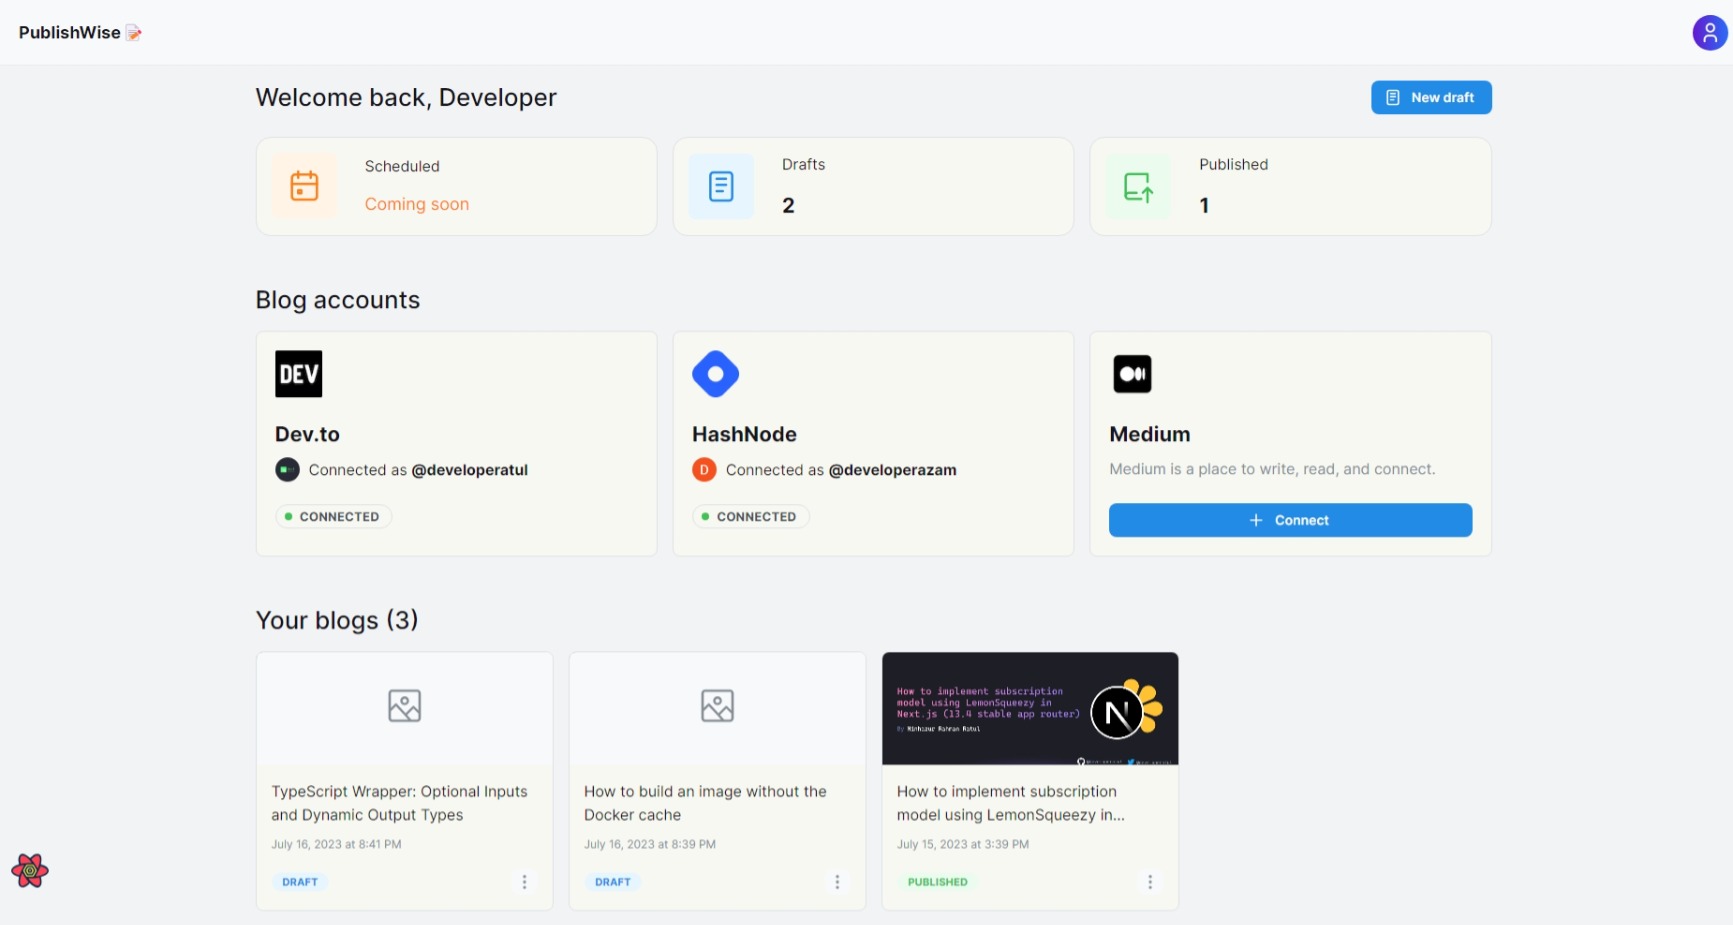 PublishWise
Welcome back, Developer
New draft
Scheduled
Coming soon
Drafts
2
Published
1
Blog accounts
DEV
Dev.to
Connected as @developeratul
CONNECTED
HashNode
D
Connected as @developerazam
CONNECTED
Medium
Medium is a place to write, read, and connect.
Connect
Your blogs (3)
TypeScript Wrapper: Optional Inputs
and Dynamic Output Types
July 16, 2023 at 8:41 PM
DRAFT
How to build an image without the
Docker cache
July 16, 2023 at 8:39 PM
DRAFT
How to implement subscription
model using LemonSqueezy in
Next.js (13.4 stable app router)
By Minhazur Rahman Ratul
N
How to implement subscription
model using LemonSqueezy in...
July 15, 2023 at 3:39 PM
PUBLISHED